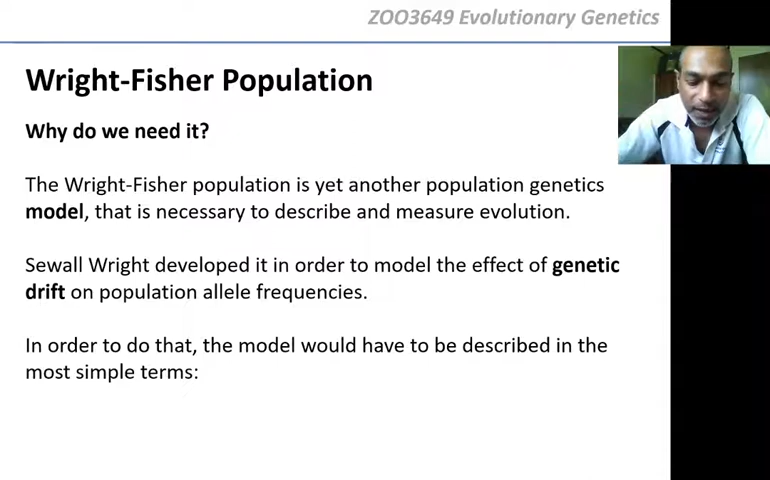 ZOO3649 Evolutionary Genetics
Wright-Fisher Population
Why do we need it?
The Wright-Fisher population is yet another population genetics
model, that is necessary to describe and measure evolution.
Sewall Wright developed it in order to model the effect of genetic
drift on population allele frequencies.
In order to do that, the model would have to be described in the
most simple terms: